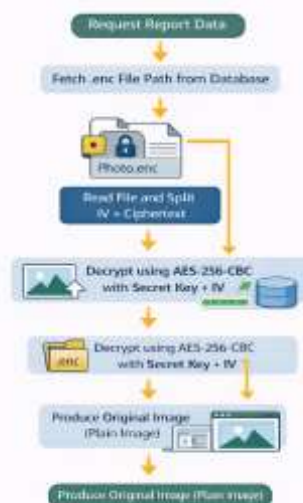 Request Report Data
Fetch .enc File Path from Database
Photo.enc
Read File and Split
IV + Ciphertext
Decrypt using AES-256-CBC
with Secret Key + IV
.enc
Decrypt using AES-256-CBC
with Secret Key + IV
Produce Original Image
(Plain Image)
Produce Original Image (Plain Image)